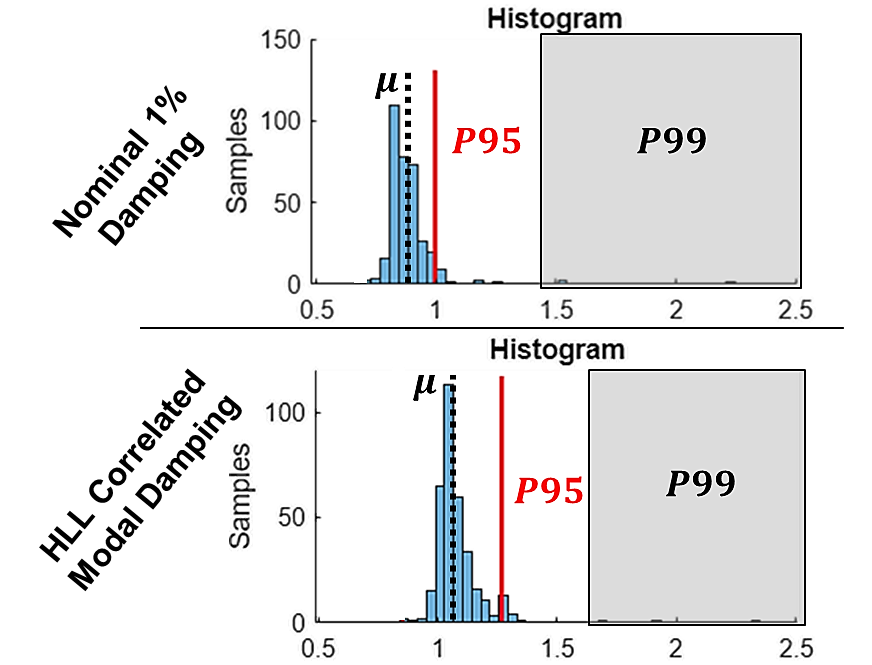 Histogram
Nominal 1%
Damping
Samples
150
100
50
0
μ
P95
P99
0.5 1 1.5 2 2.5
Histogram
HLL Correlated
Modal Damping
Samples
100
50
0
μ
P95
P99
0.5 1 1.5 2 2.5